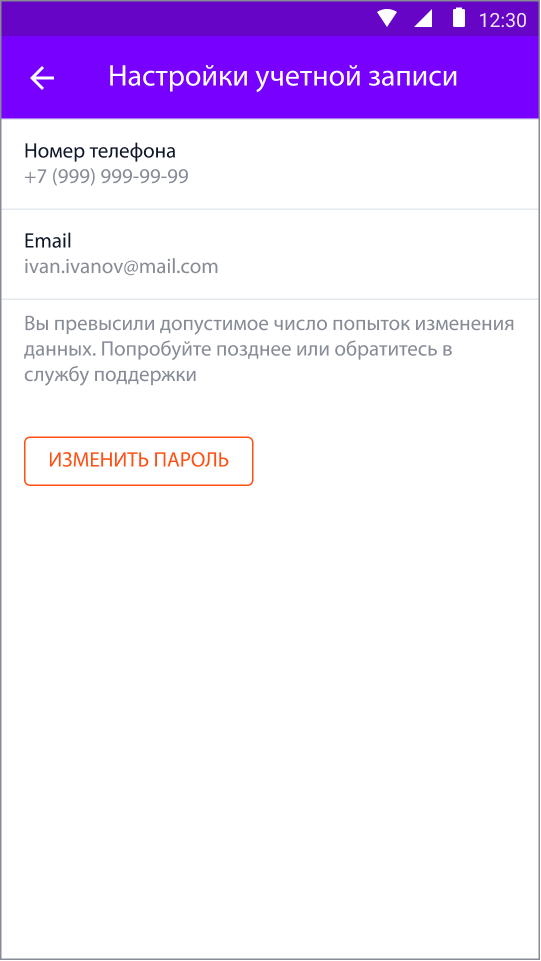 12:30
Настройки учетной записи
Номер телефона
+7 (999) 999-99-99
Email
ivan.ivanov@mail.com
Вы превысили допустимое число попыток изменения
данных. Попробуйте позднее или обратитесь в
службу поддержки
ИЗМЕНИТЬ ПАРОЛЬ